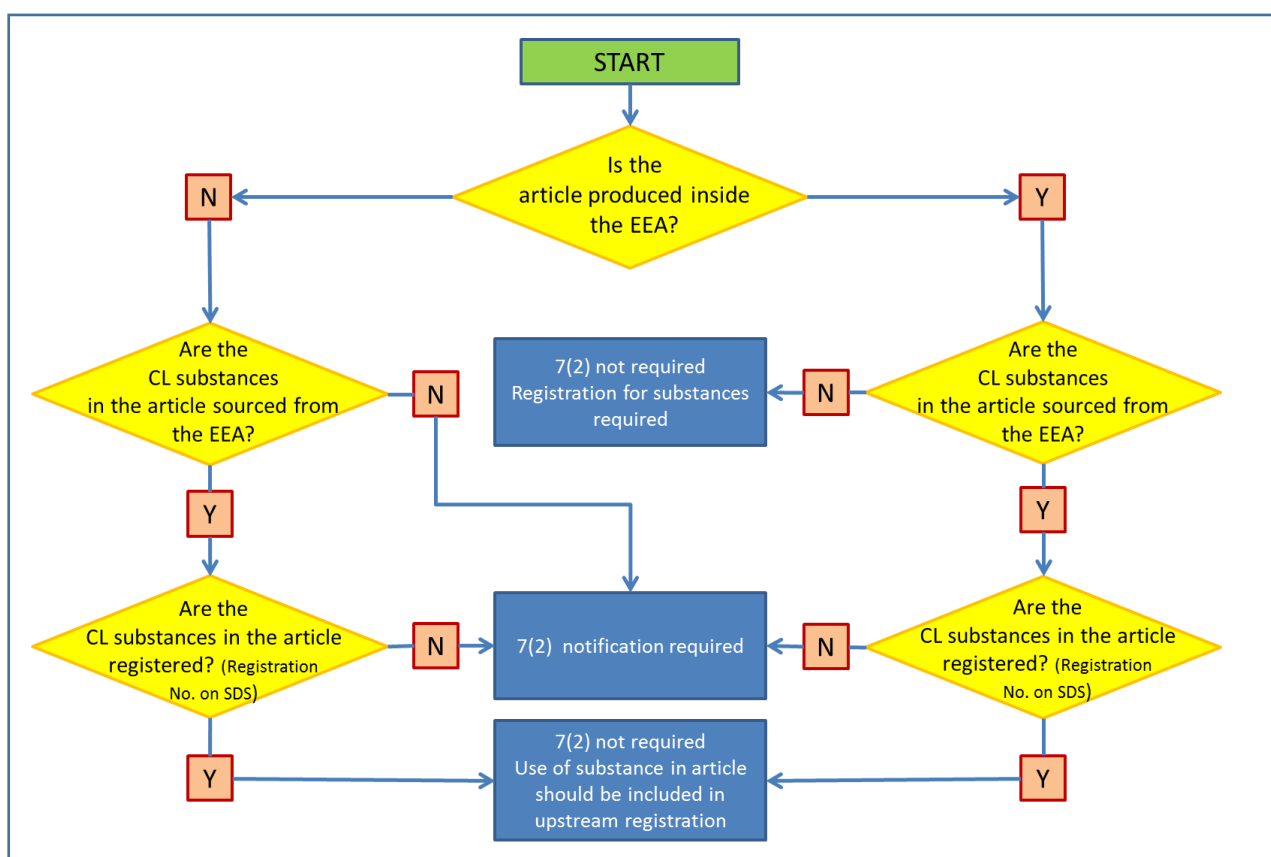 START
Is the
article produced inside
the EEA?
N
Y
Are the
CL substances
in the article sourced from
the EEA?
N
7(2) not required
Registration for substances
required
N
Are the
CL substances
in the article sourced from
the EEA?
Y
Y
Are the
CL substances in the article
registered? (Registration
No. on SDS)
N
7(2) notification required
N
Are the
CL substances in the article
registered? (Registration
No. on SDS)
Y
7(2) not required
Use of substance in article
should be included in
upstream registration
Y